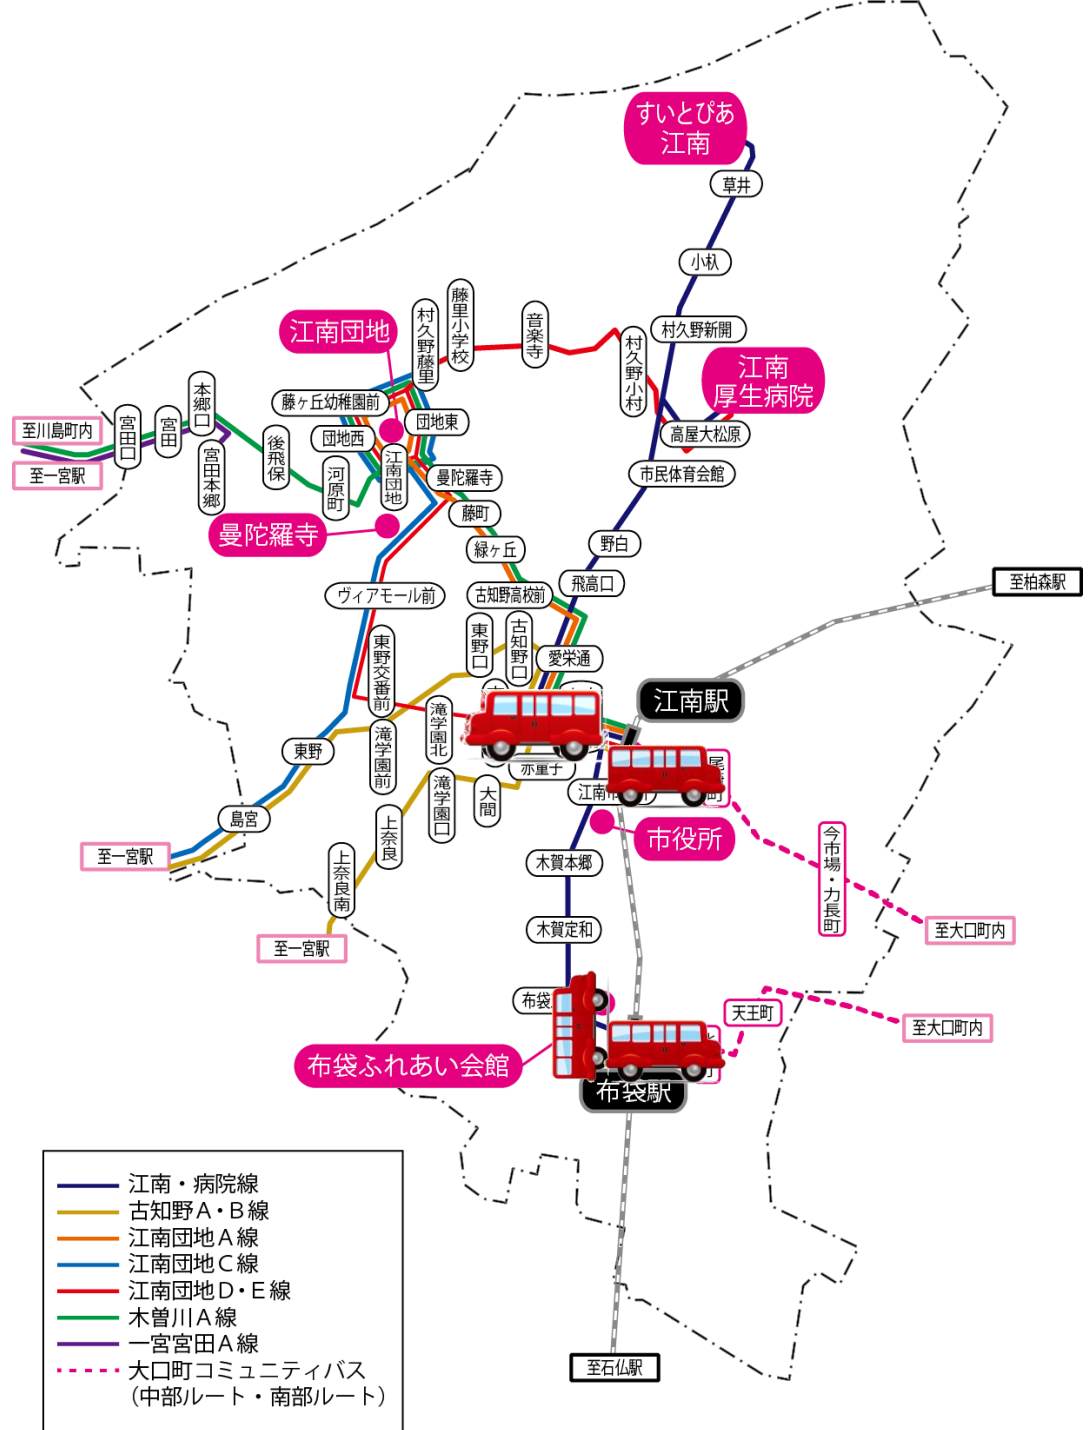 すいとぴあ
江南
草井
小杁
村久野新開
江南
厚生病院
村久野小村
音楽寺
藤里小学校
村久野藤里
江南団地
藤ヶ丘幼稚園前
団地東
団地西
江南団地
曼陀羅寺
高屋大松原
市民体育会館
本郷口
宮田
宮田口
至川島町内
至一宮駅
宮田本郷
後飛保
河原町
曼陀羅寺
藤町
緑ヶ丘
野白
飛高口
古知野高校前
ヴィアモール前
至柏森駅
東野口
古知野口
愛栄通
東野交番前
江南駅
滝学園北
滝学園前
東野
赤童子
大間
滝学園口
島宮
上奈良
至一宮駅
上奈良南
至一宮駅
江南市
市役所
木賀本郷
今市場・力長町
木賀定和
至大口町内
布袋
天王町
至大口町内
布袋ふれあい会館
布袋駅
江南・病院線
古知野A・B線
江南団地A線
江南団地C線
江南団地D・E線
木曽川A線
一宮宮田A線
大口町コミュニティバス
（中部ルート・南部ルート）
至石仏駅